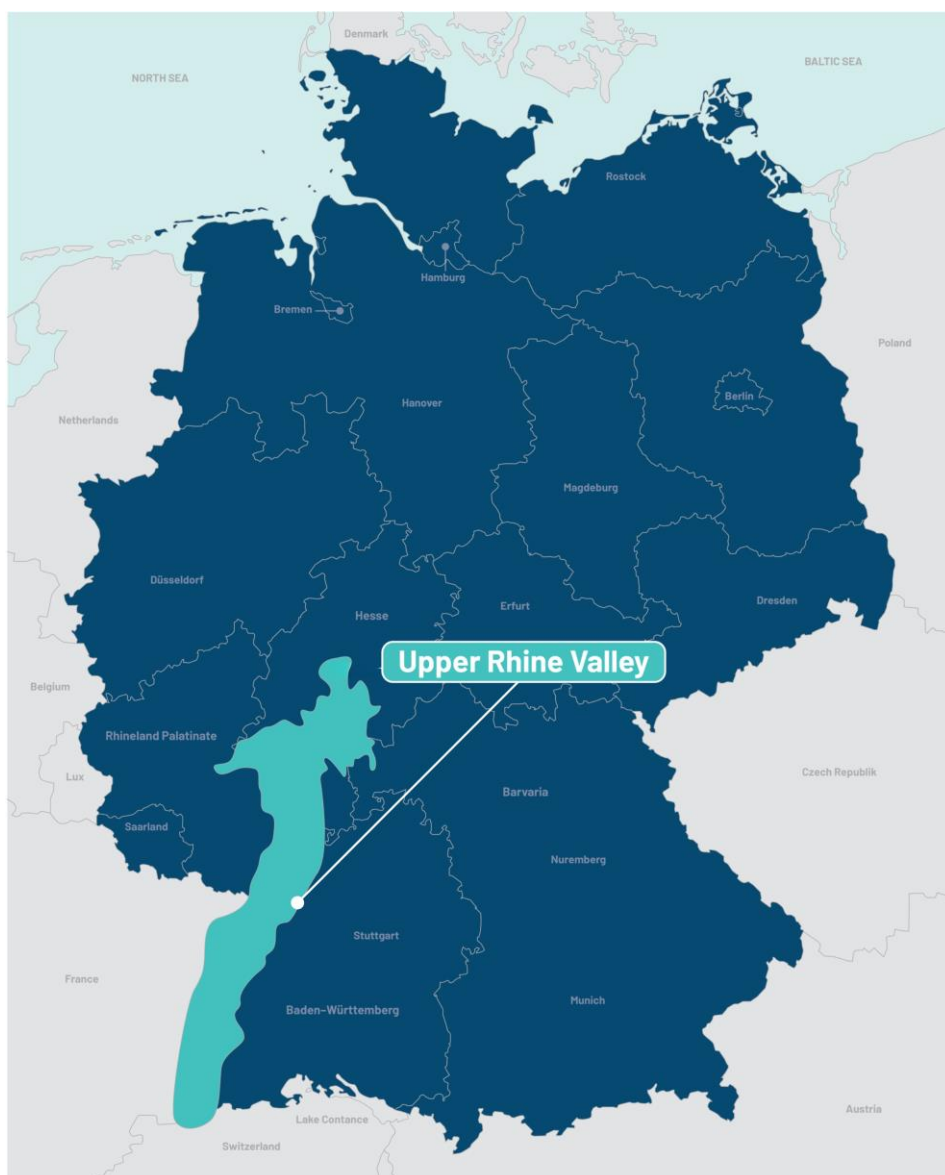 Denmark
NORTH SEA
BALTIC SEA
Rostock
Hamburg
Bremen
Poland
Berlin
Hanover
Netherlands
Magdeburg
Düsseldorf
Dresden
Erfurt
Hesse
Upper Rhine Valley
Belgium
Rhineland Palatinate
Lux
Czech Republik
Barvaria
Saarland
Nuremberg
Stuttgart
France
Munich
Baden-Württemberg
Austria
Lake Contance
Switzerland